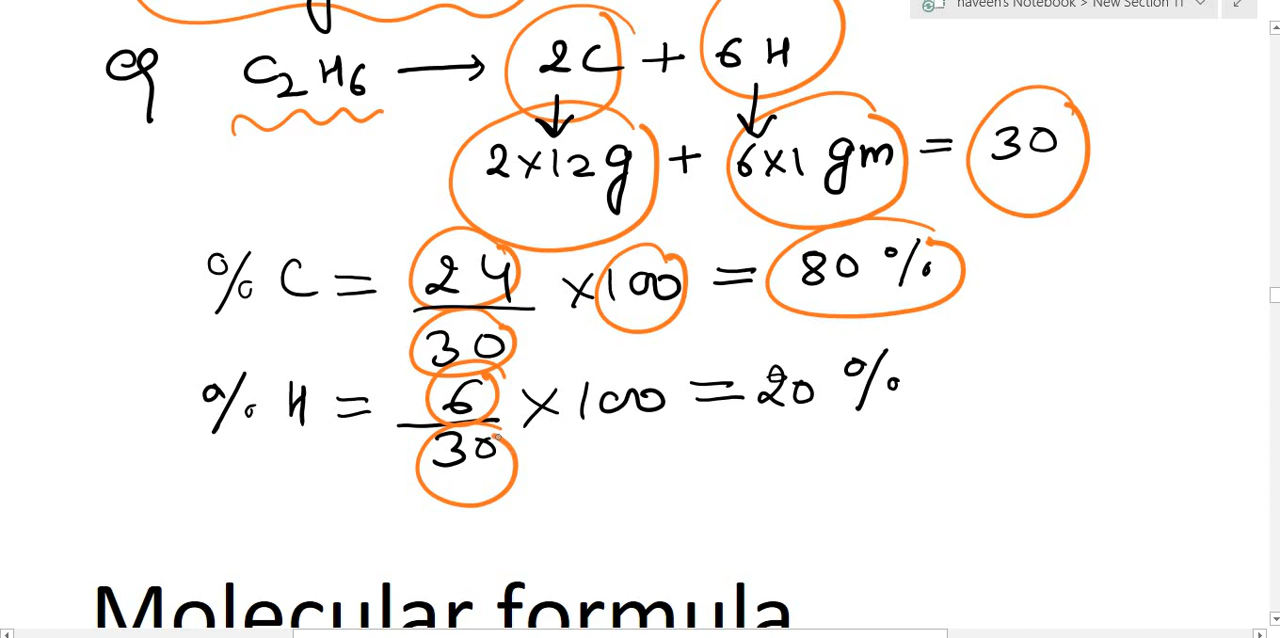 naveen's Notebook > New Section 11
eg C₂H₆ → 2C + 6H
2×12g + 6×1 gm = 30
% C = 24/30 ×100 = 80 %
% H = 6/30 ×100 = 20 %
Molecular formula